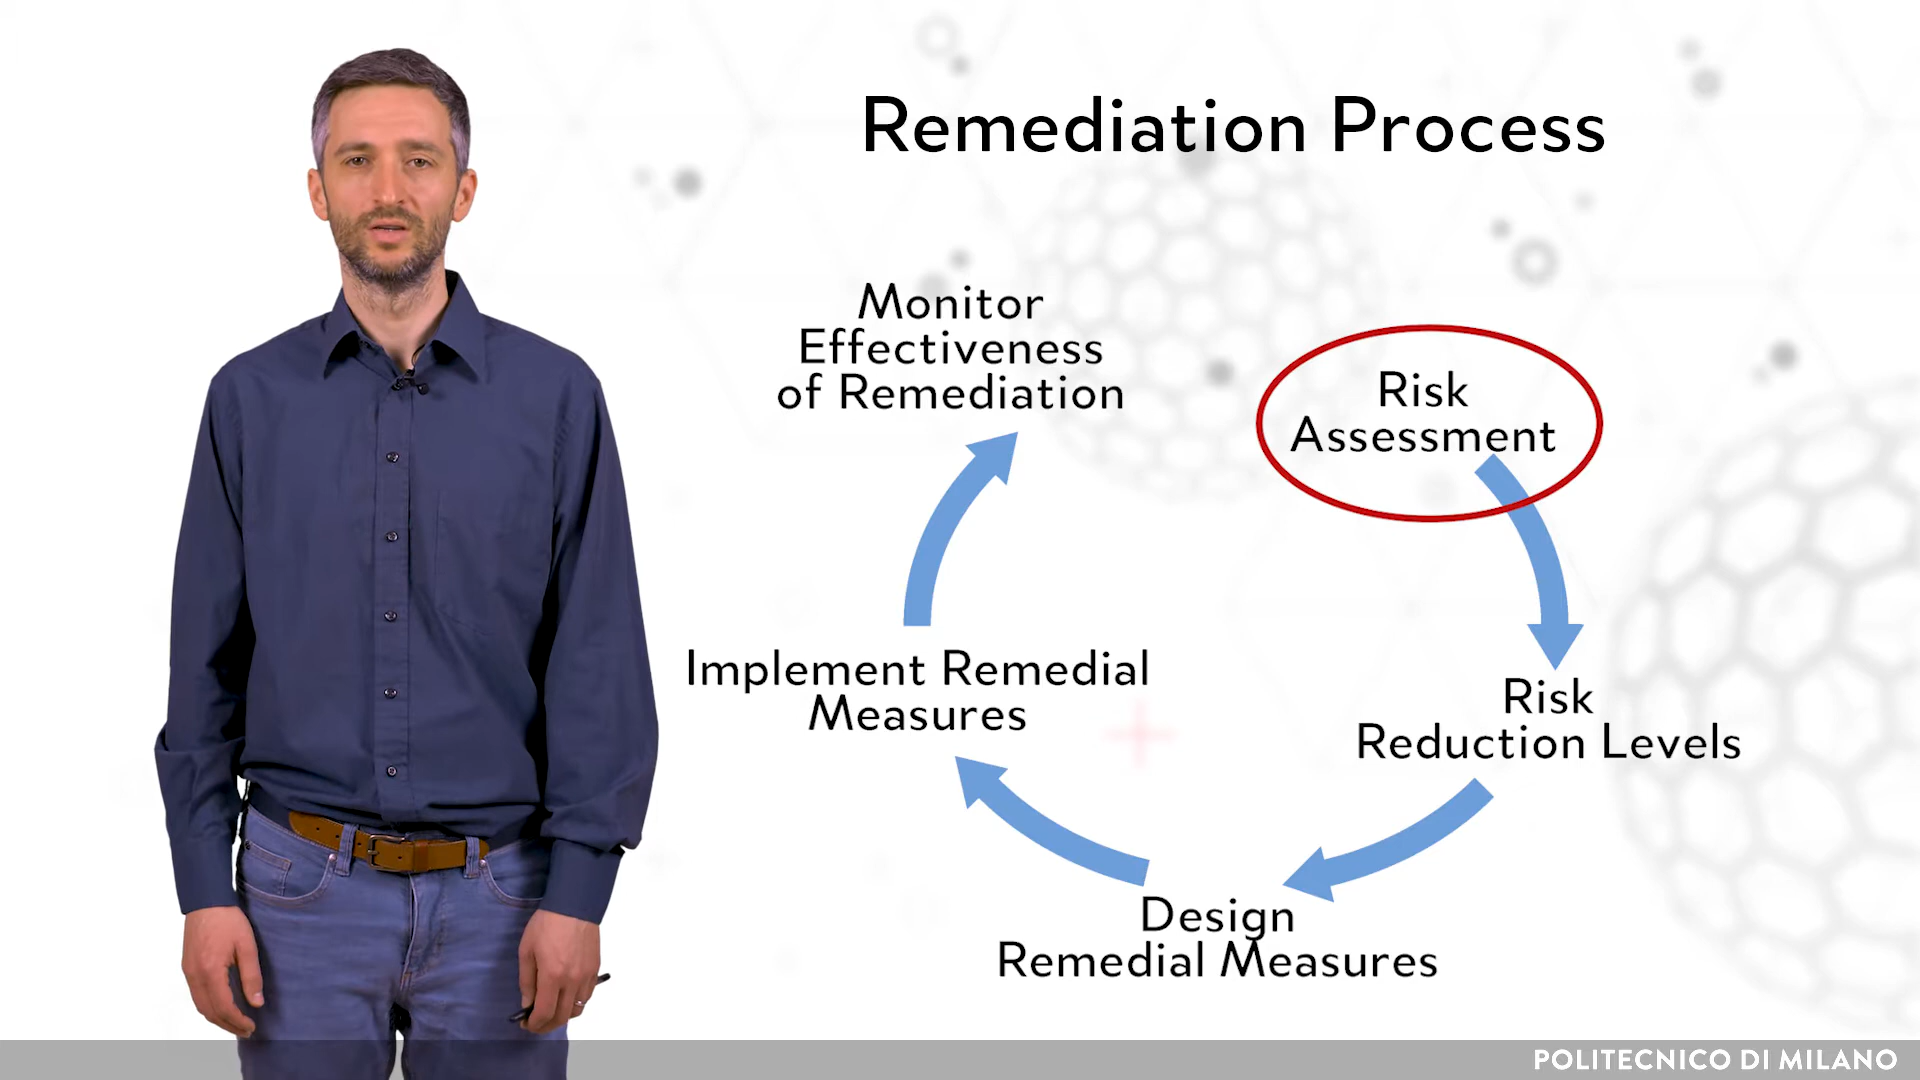 Remediation Process
Monitor
Effectiveness
of Remediation
Risk
Assessment
Implement Remedial
Measures
Risk
Reduction Levels
Design
Remedial Measures
POLITECNICO DI MILANO